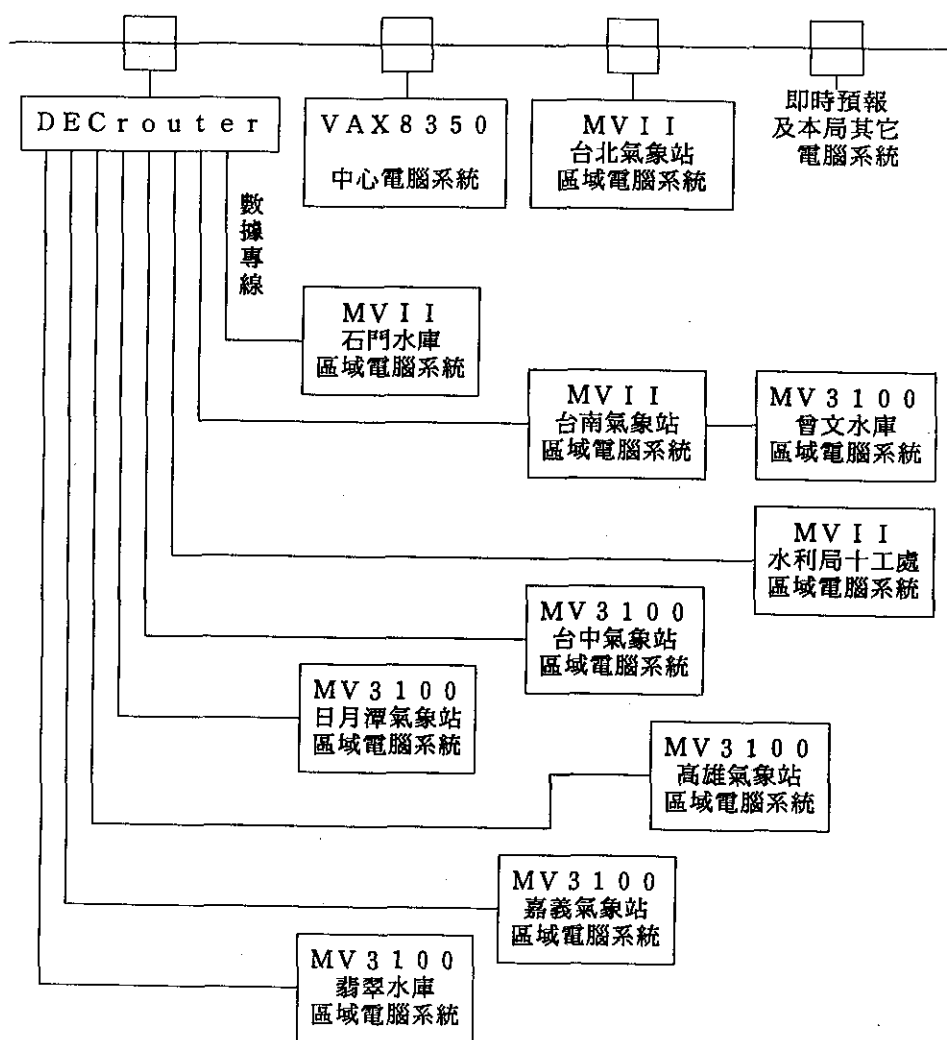 DECrouter
VAX8350
中心電腦系統
MVII
台北氣象站
區域電腦系統
即時預報
及本局其它
電腦系統
數據專線
MVII
石門水庫
區域電腦系統
MVII
台南氣象站
區域電腦系統
MV3100
曾文水庫
區域電腦系統
MVII
水利局十工處
區域電腦系統
MV3100
台中氣象站
區域電腦系統
MV3100
日月潭氣象站
區域電腦系統
MV3100
高雄氣象站
區域電腦系統
MV3100
嘉義氣象站
區域電腦系統
MV3100
翡翠水庫
區域電腦系統